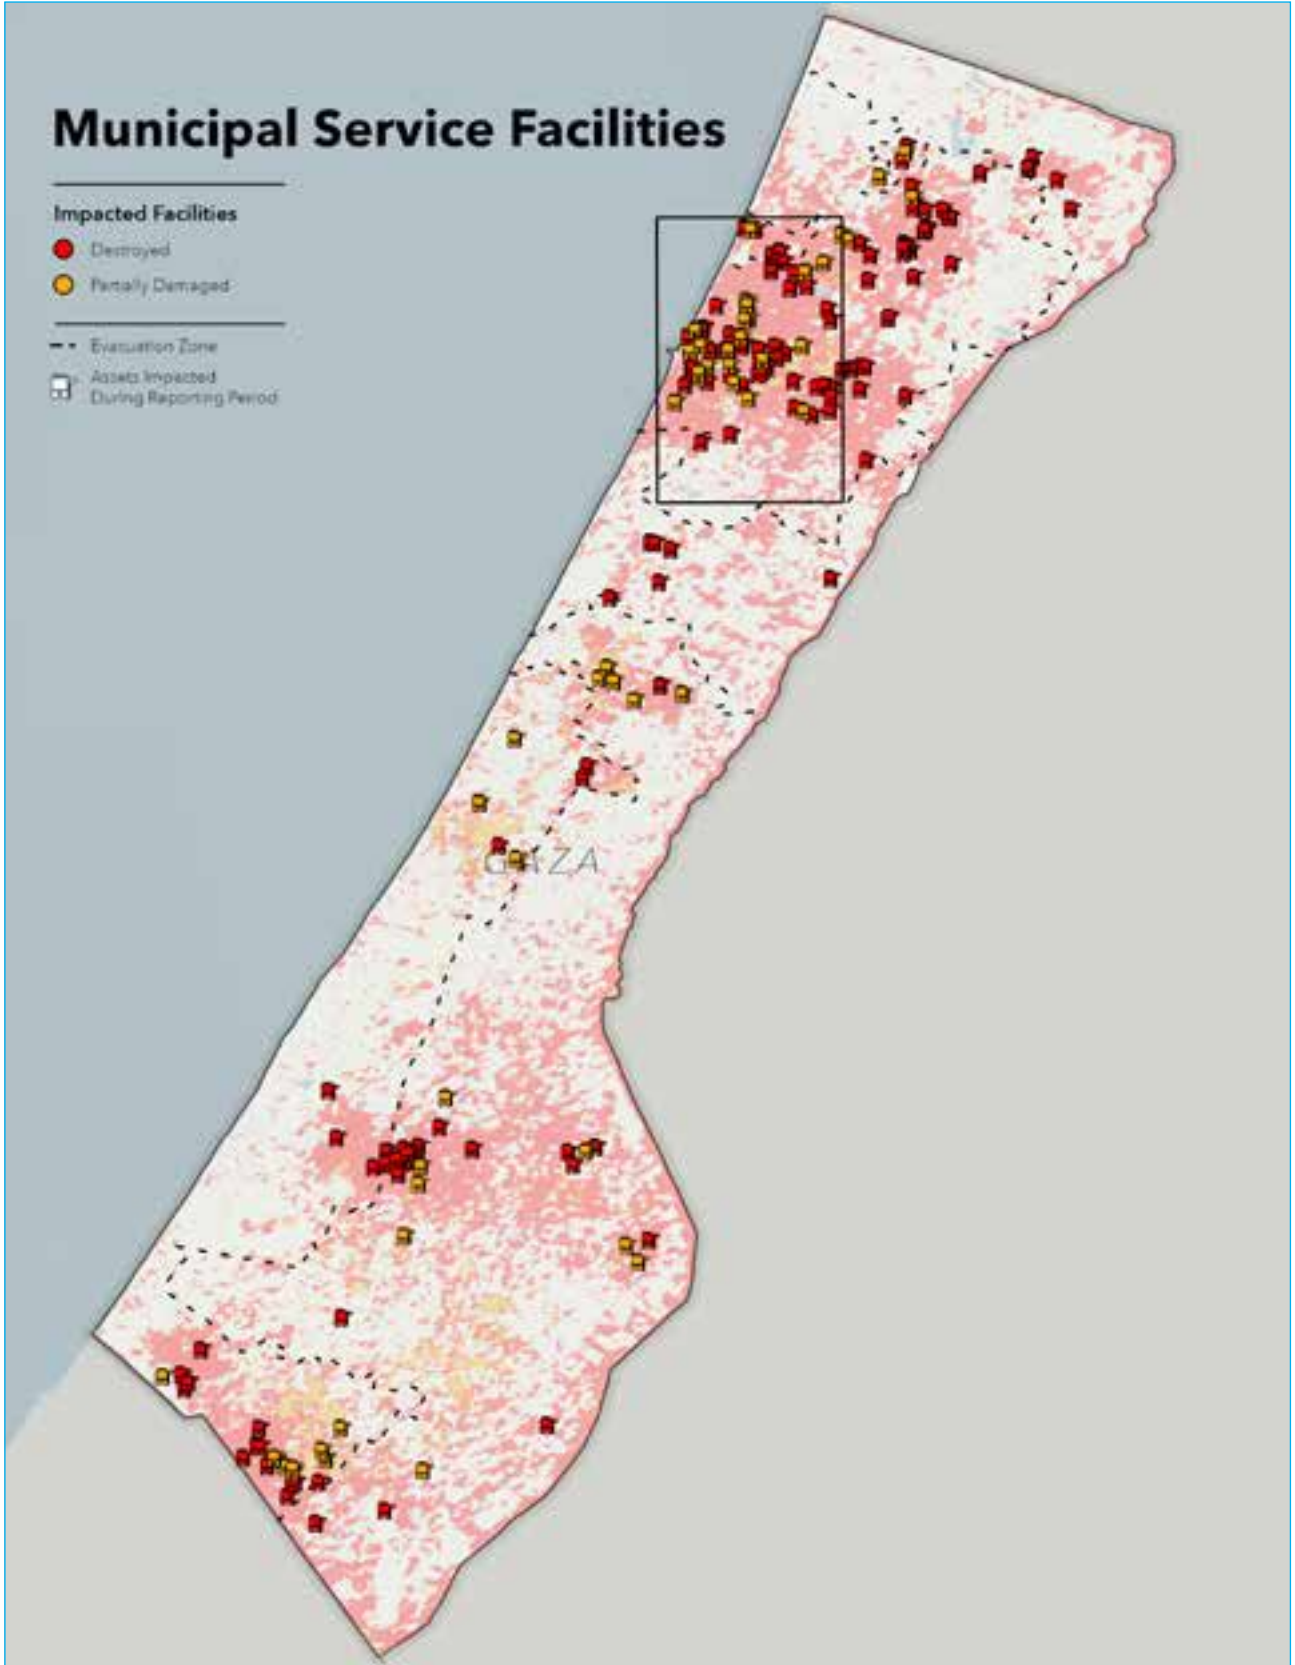 Municipal Service Facilities
Impacted Facilities
Destroyed
Partially Damaged
Evacuation Zone
Assets Impacted
During Reporting Period
GAZA